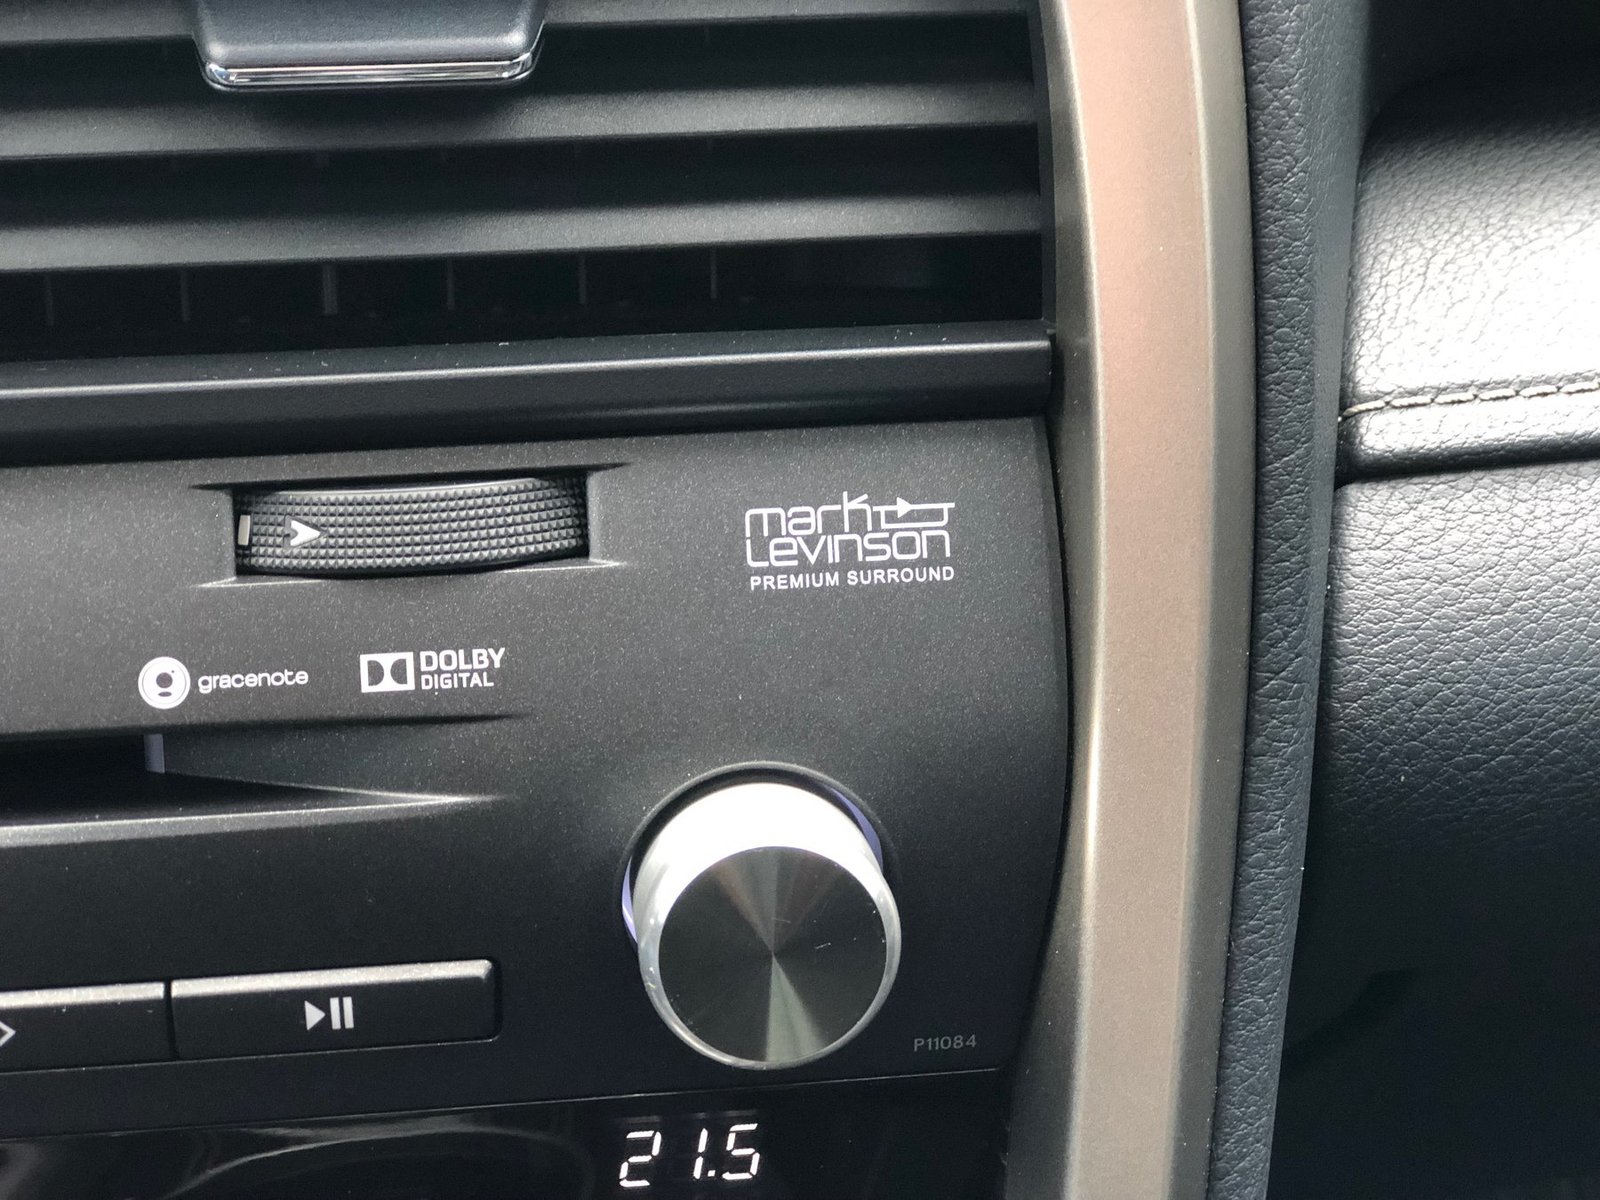 mark
Levinson
PREMIUM SURROUND
gracenote
DOLBY
DIGITAL
P11084
21.5